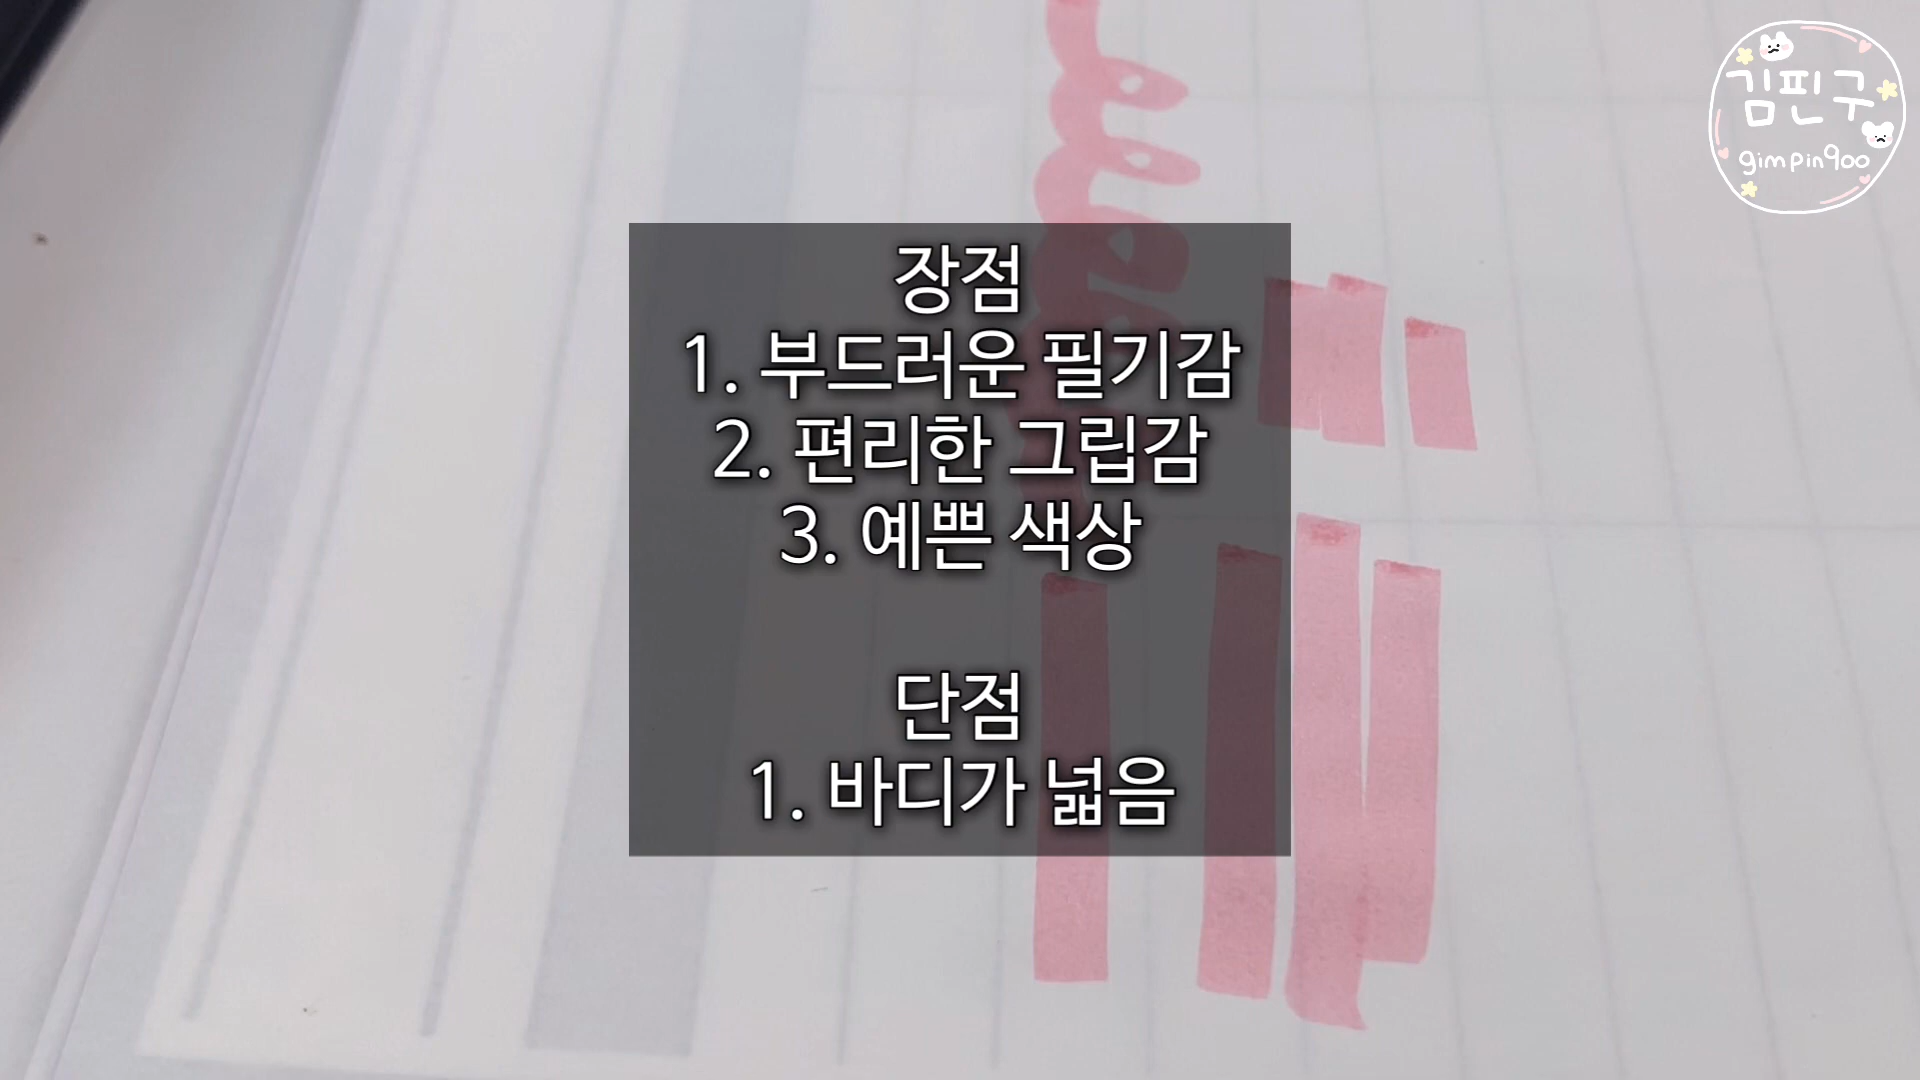 장점
1. 부드러운 필기감
2. 편리한 그립감
3. 예쁜 색상
단점
1. 바디가 넓음
김핀구
gimpin900